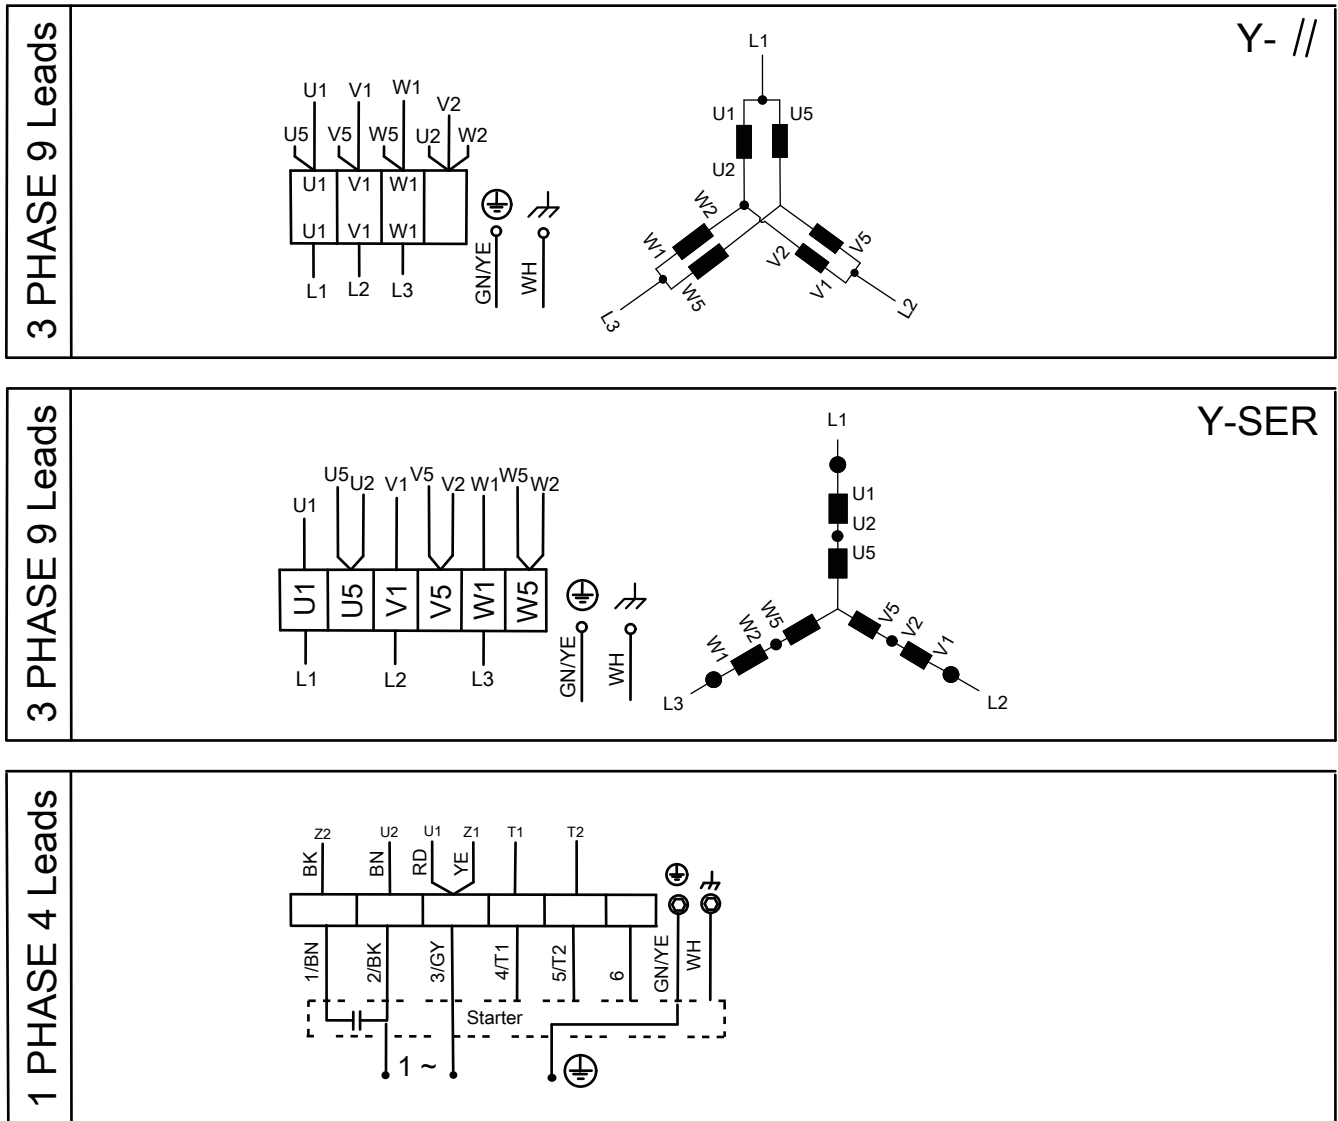 3 PHASE 9 Leads
Y- //
U1 V1 W1 V2
U5 V5 W5 U2 W2
U1 V1 W1
U1 V1 W1
L1 L2 L3
GN/YE WH
L1
U1 U5
U2
W2
W1 V2 V5
W5 V1
L3 L2
3 PHASE 9 Leads
Y-SER
U1 U5 U2 V1 V5 V2 W1 W5 W2
U1 U5 V1 V5 W1 W5
L1 L2 L3
GN/YE WH
L1
U1
U2
U5
W5 V5
W2 V2
W1 V1
L3 L2
1 PHASE 4 Leads
Z2 U2 U1 Z1 T1 T2
BK BN RD YE
1/BN 2/BK 3/GY 4/T1 5/T2 6 GN/YE WH
Starter
1 ~